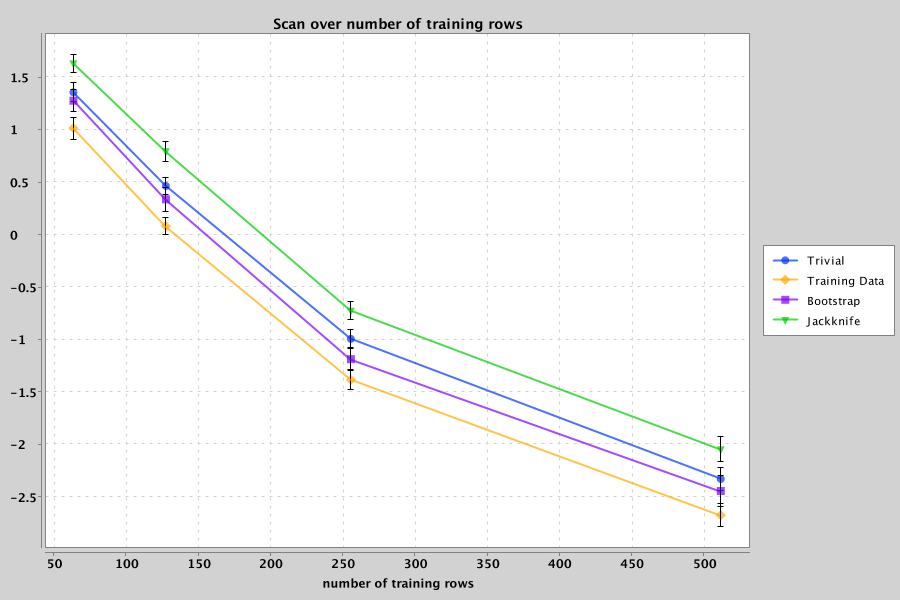 Scan over number of training rows
1.5
1
0.5
0
−0.5
−1
−1.5
−2
−2.5
50 100 150 200 250 300 350 400 450 500
number of training rows
Trivial
Training Data
Bootstrap
Jackknife